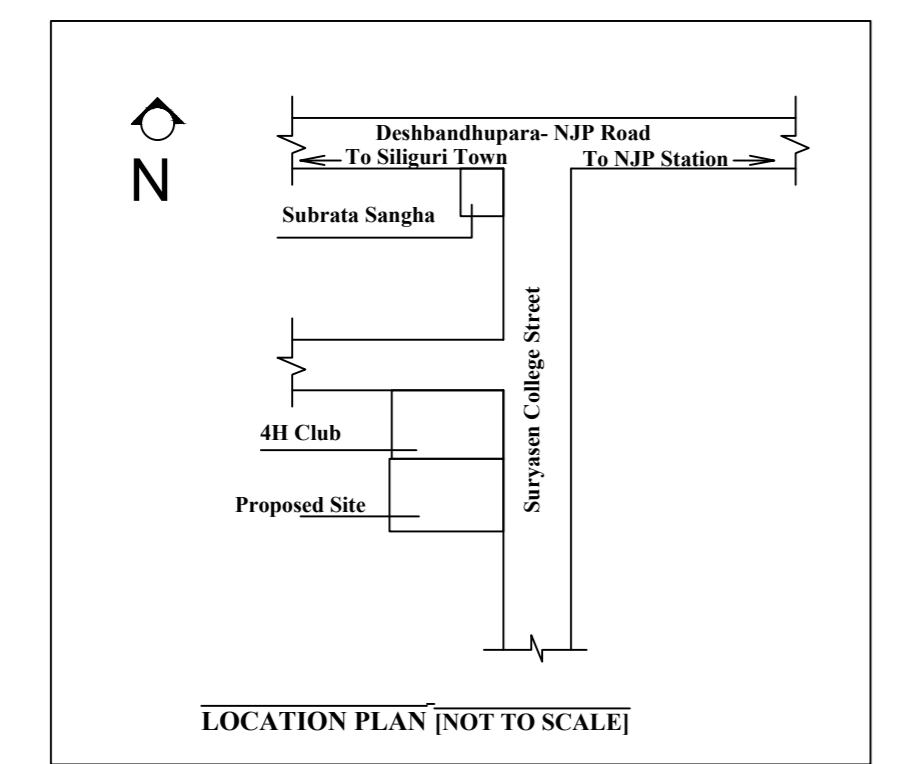 N
Deshbandhupara- NJP Road
To Siliguri Town
To NJP Station
Subrata Sangha
Suryasen College Street
4H Club
Proposed Site
LOCATION PLAN [NOT TO SCALE]